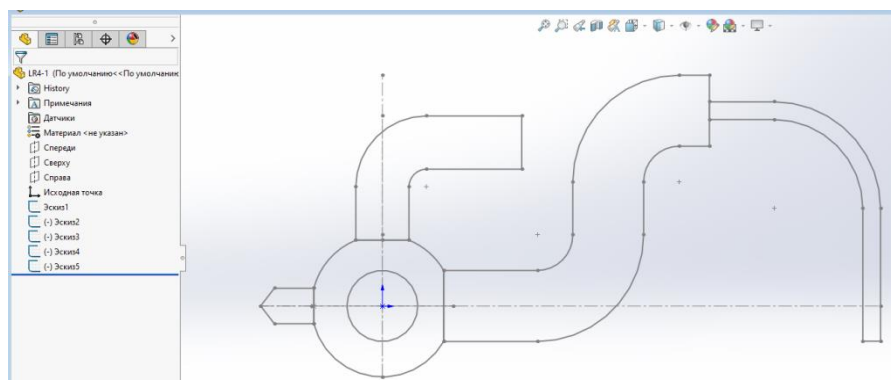 LR4-1 (По умолчанию<<По умолчани
History
Примечания
Датчики
Материал <не указан>
Спереди
Сверху
Справа
Исходная точка
Эскиз1
(-) Эскиз2
(-) Эскиз3
(-) Эскиз4
(-) Эскиз5